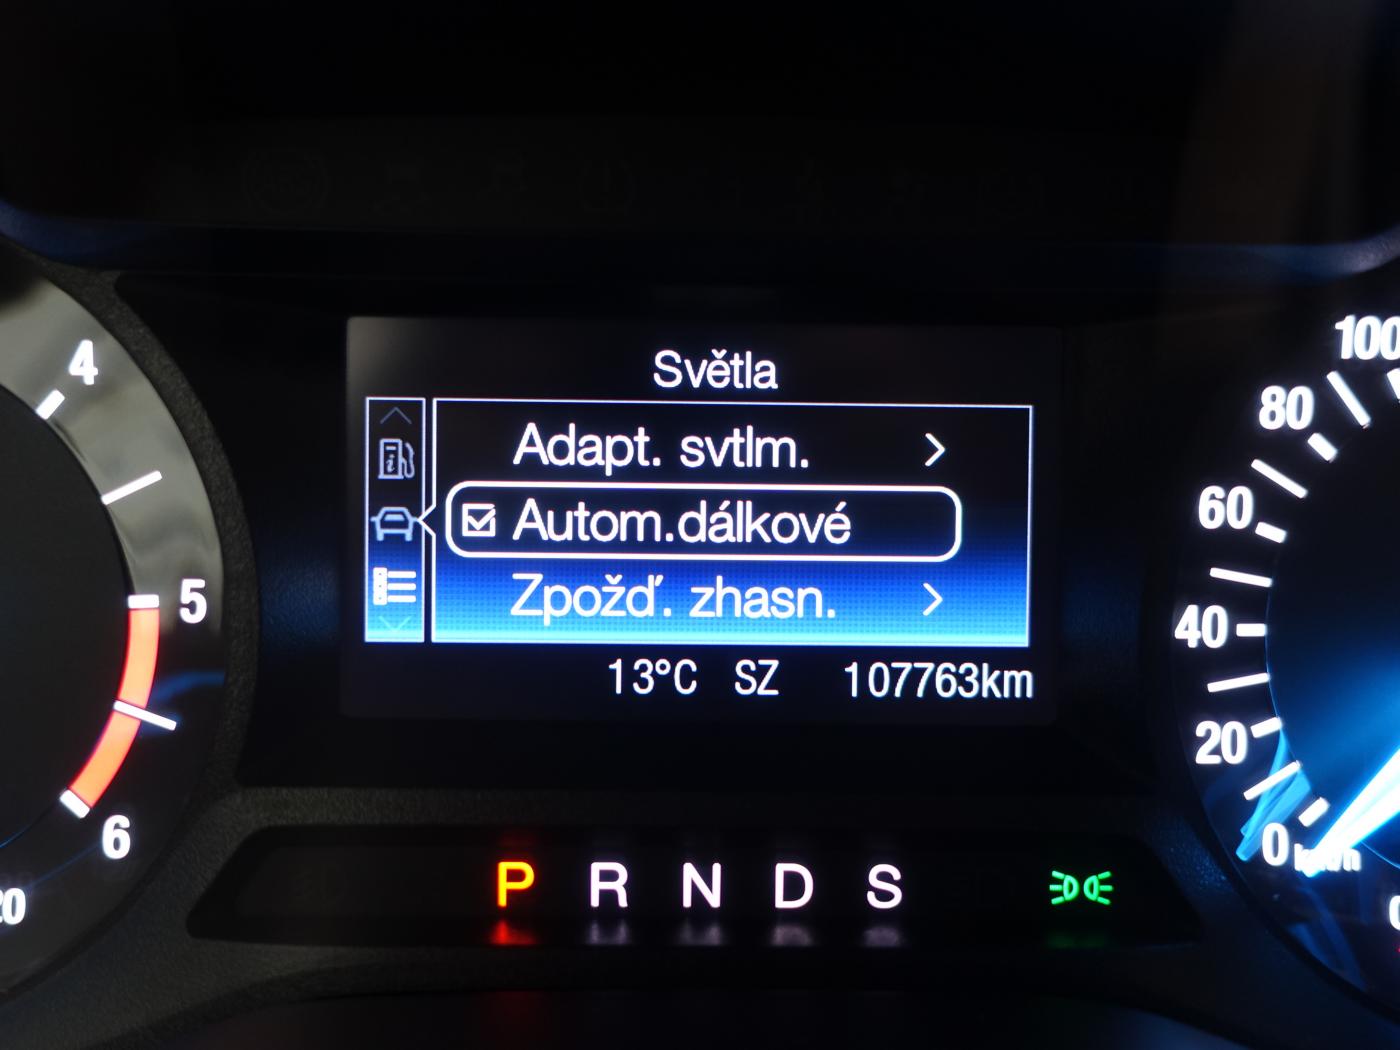 Světla
Adapt. svtlm.
Autom.dálkové
Zpožď. zhasn.
13°C SZ 107763km
4
5
6
20
100
80
60
40
20
0
P R N D S